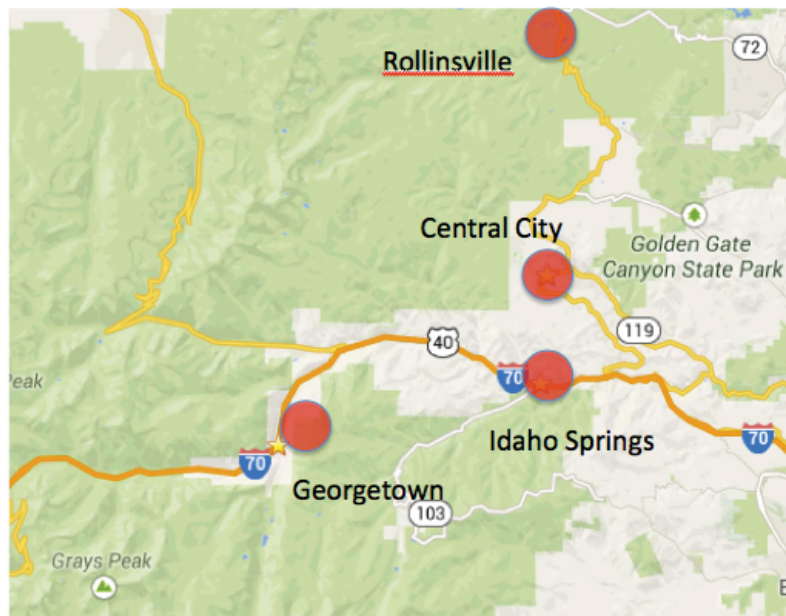 72
Rollinsville
Central City
Golden Gate
Canyon State Park
119
40
70
Peak
70
Idaho Springs
70
Georgetown
103
Grays Peak
E